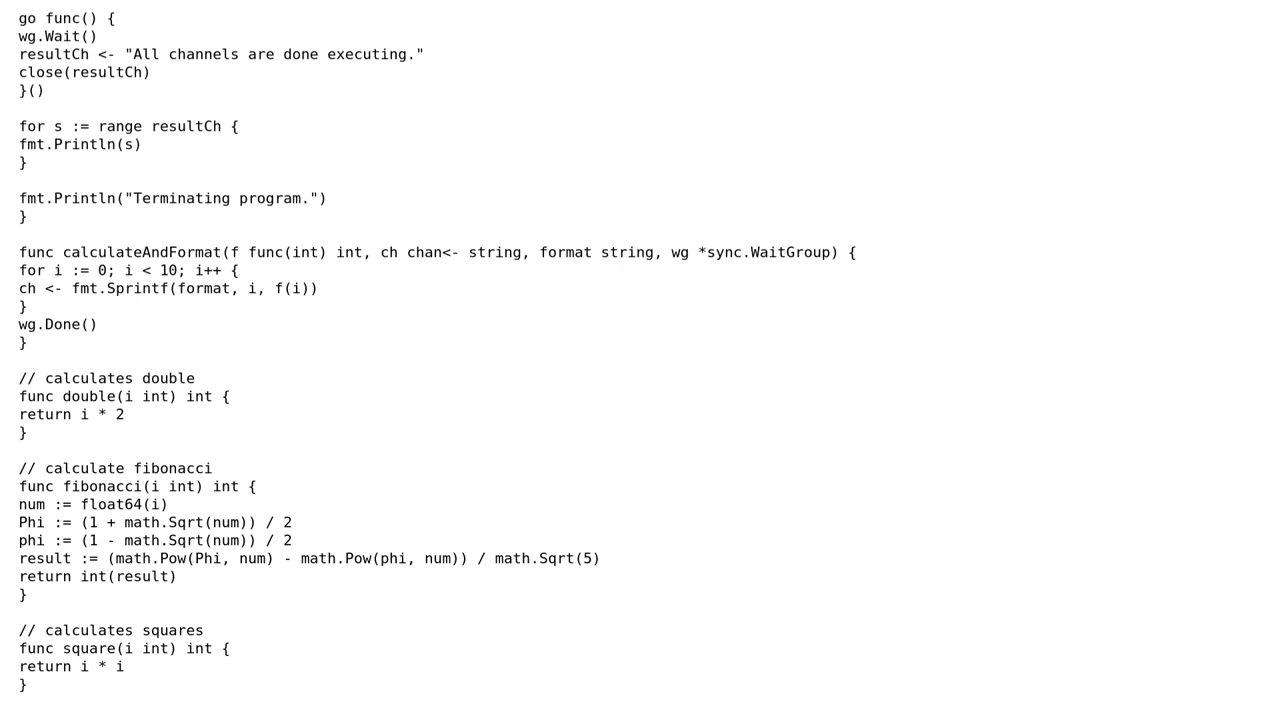 go func() {
wg.Wait()
resultCh <- "All channels are done executing."
close(resultCh)
}()

for s := range resultCh {
fmt.Println(s)
}

fmt.Println("Terminating program.")
}

func calculateAndFormat(f func(int) int, ch chan<- string, format string, wg *sync.WaitGroup) {
for i := 0; i < 10; i++ {
ch <- fmt.Sprintf(format, i, f(i))
}
wg.Done()
}

// calculates double
func double(i int) int {
return i * 2
}

// calculate fibonacci
func fibonacci(i int) int {
num := float64(i)
Phi := (1 + math.Sqrt(num)) / 2
phi := (1 - math.Sqrt(num)) / 2
result := (math.Pow(Phi, num) - math.Pow(phi, num)) / math.Sqrt(5)
return int(result)
}

// calculates squares
func square(i int) int {
return i * i
}